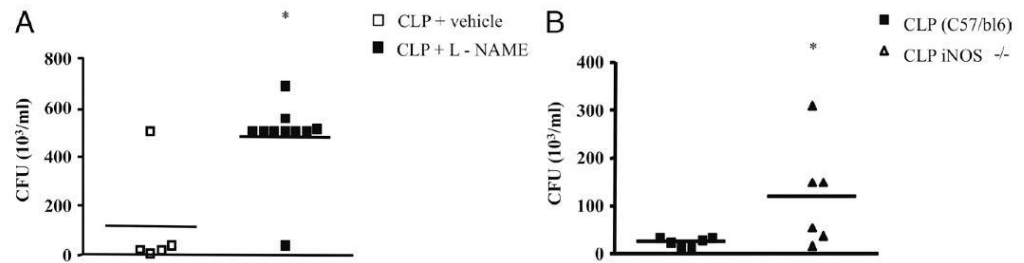 A
*
CLP + vehicle
CLP + L - NAME
CFU (10³/ml)
800
600
400
200
0
B
*
CLP (C57/bl6)
CLP iNOS -/-
CFU (10³/ml)
400
300
200
100
0